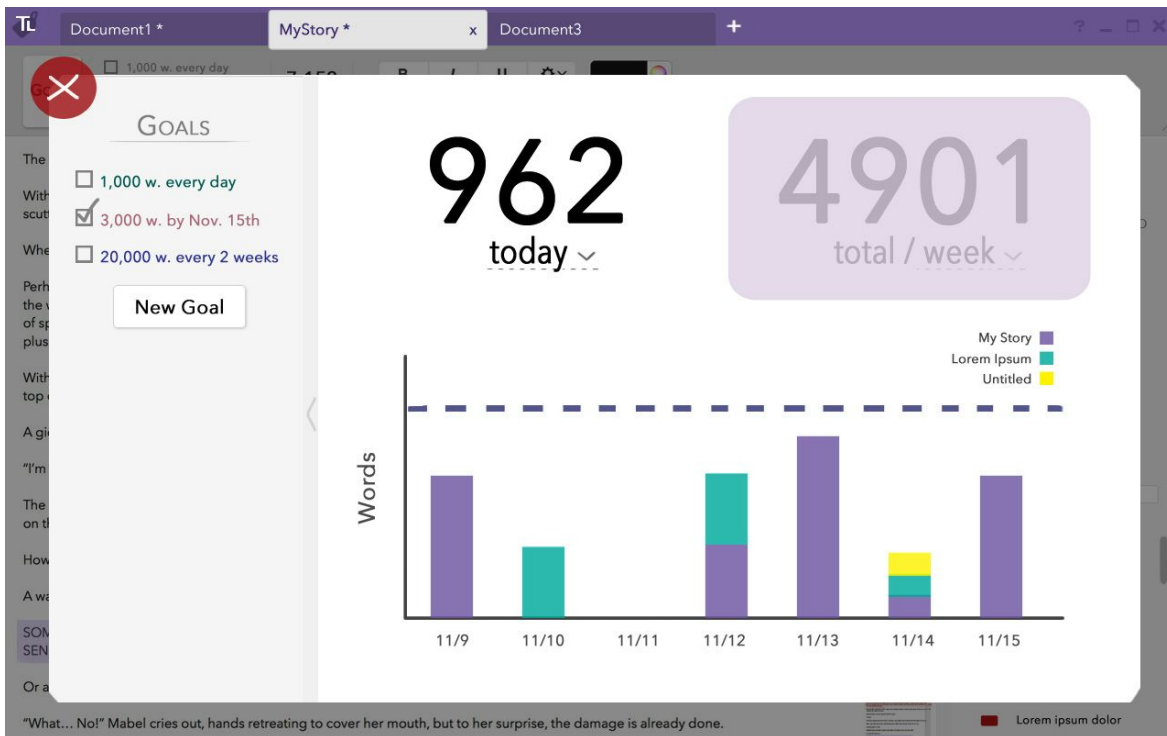 TL
Document1 *
MyStory *
x
Document3
+
?
1,000 w. every day
B I U
GOALS
1,000 w. every day
3,000 w. by Nov. 15th
20,000 w. every 2 weeks
New Goal
962
today
4901
total / week
My Story
Lorem Ipsum
Untitled
Words
11/9 11/10 11/11 11/12 11/13 11/14 11/15
The
Whe
Perh
the
of sp
plus
With
top
A gi
"I'm
The
on th
How
A wa
SOM
SEN
Or a
"What... No!" Mabel cries out, hands retreating to cover her mouth, but to her surprise, the damage is already done.
Lorem ipsum dolor